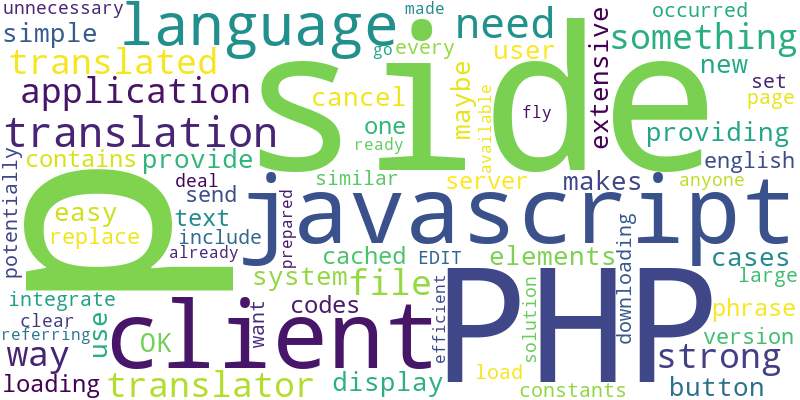 unnecessary
language
made
need
occurred
simple
go
every
user
something
translated
side
extensive
new
set
application
cancel
maybe
available
fly
page
translation
one
ready
providing
contains
provide
english
potentially
p
deal
similar
server
makes
anyone
easy
send
javascript
text
prepared
replace
include
already
cached
EDIT
elements
downloading
cases
system
file
PHP
large
integrate
client
codes
efficient
solution
phrase
clear
use
want
version
referring
OK
way
strong
load
loading
translator
display
constants
button